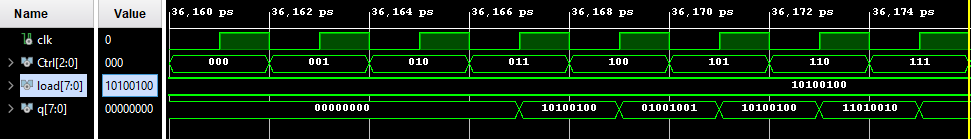 Name Value 36,160 ps 36,162 ps 36,164 ps 36,166 ps 36,168 ps 36,170 ps 36,172 ps 36,174 ps
clk 0
Ctrl[2:0] 000 000 001 010 011 100 101 110 111
load[7:0] 10100100 10100100
q[7:0] 00000000 00000000 10100100 01001001 10100100 11010010